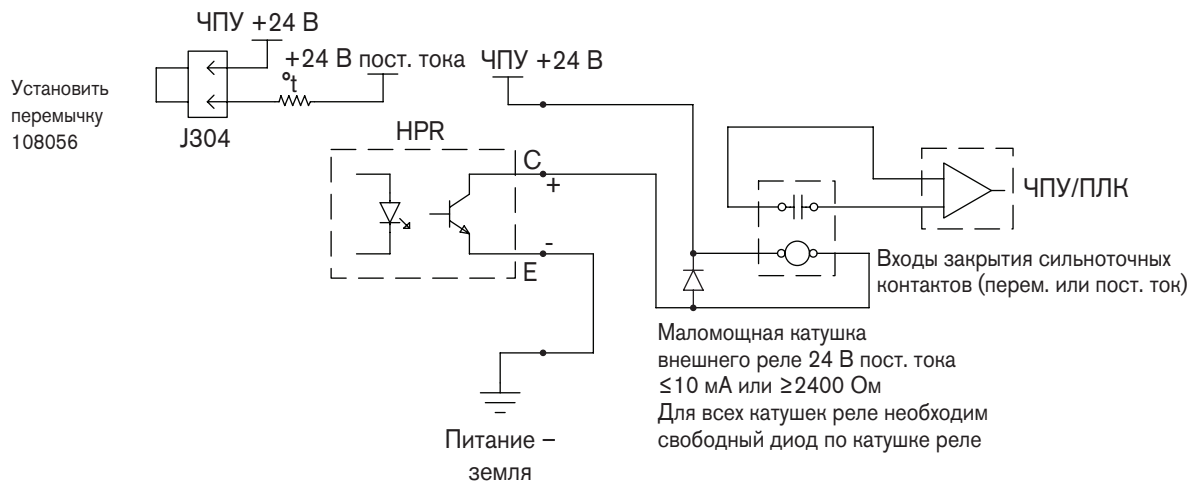 ЧПУ +24 В
+24 В пост. тока
ЧПУ +24 В
Установить
перемычку
108056
°t
J304
HPR
C
+
-
E
ЧПУ/ПЛК
Входы закрытия сильноточных
контактов (перем. или пост. ток)
Маломощная катушка
внешнего реле 24 В пост. тока
≤10 мА или ≥2400 Ом
Для всех катушек реле необходим
свободный диод по катушке реле
Питание –
земля